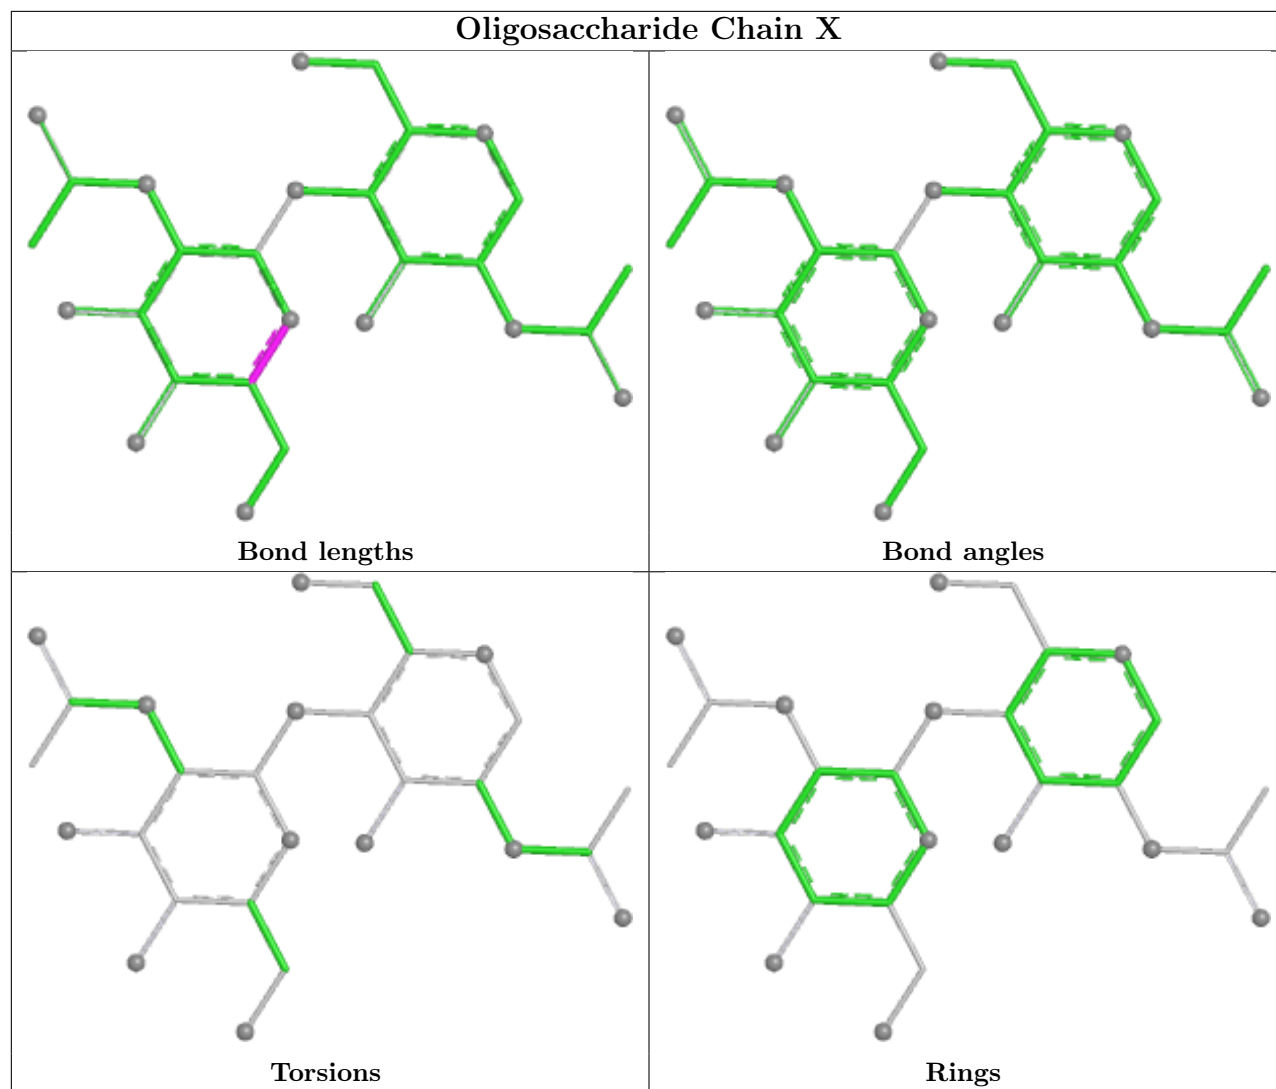 Oligosaccharide Chain X
Bond lengths
Bond angles
Torsions
Rings